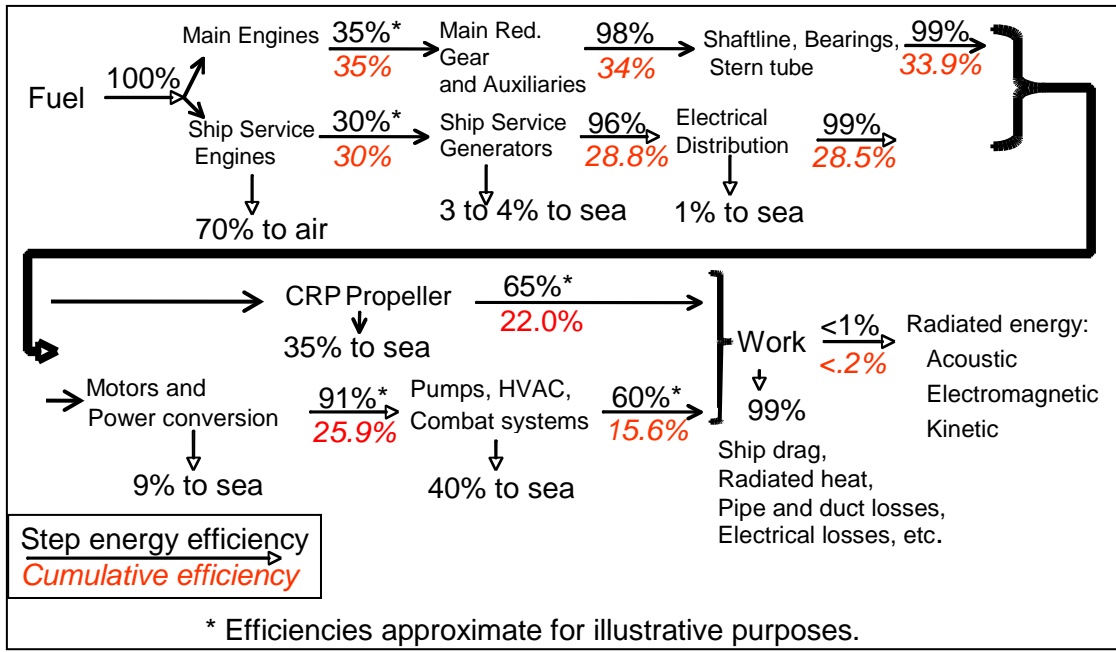 Main Engines 35%* Main Red. 98% Shaftline, Bearings, 99%
35% Gear 34% Stern tube 33.9%
and Auxiliaries
Fuel 100%
Ship Service 30%* Ship Service 96% Electrical 99%
Engines 30% Generators 28.8% Distribution 28.5%
70% to air
3 to 4% to sea
1% to sea
CRP Propeller 65%*
22.0%
35% to sea
Work <1% Radiated energy:
<.2% Acoustic
Electromagnetic
Kinetic
Motors and 91%* Pumps, HVAC, 60%*
Power conversion 25.9% Combat systems 15.6%
9% to sea
40% to sea
99%
Ship drag,
Radiated heat,
Pipe and duct losses,
Electrical losses, etc.
Step energy efficiency
Cumulative efficiency
* Efficiencies approximate for illustrative purposes.